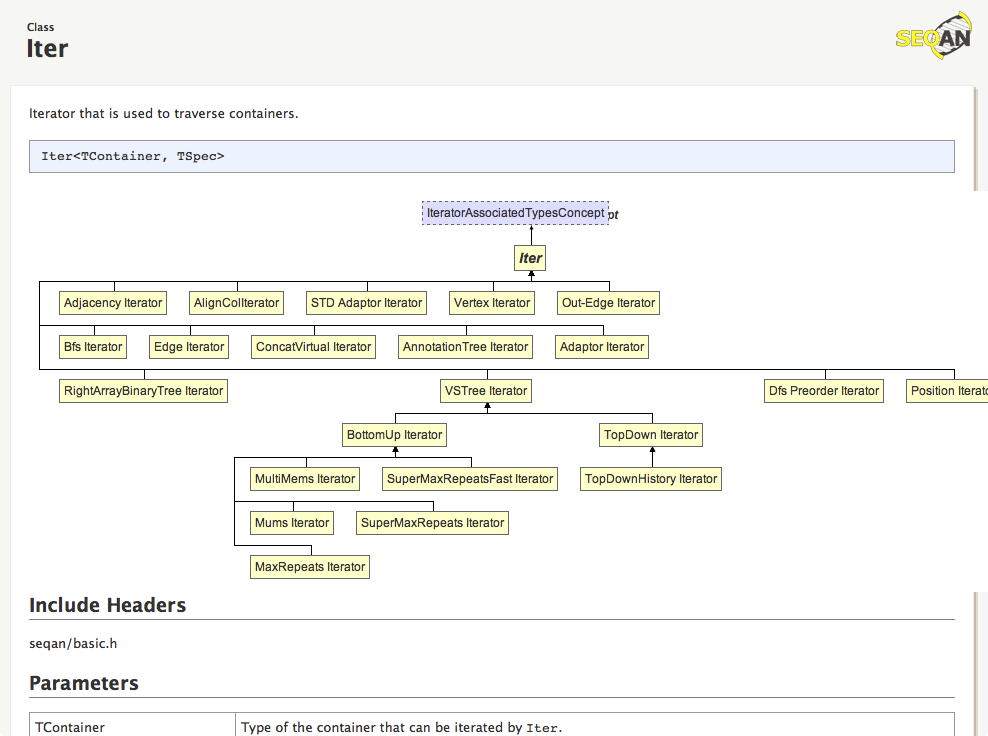 Class
Iter
SEQAN
Iterator that is used to traverse containers.
Iter<TContainer, TSpec>
IteratorAssociatedTypesConcept pt
Iter
Adjacency Iterator AlignColIterator STD Adaptor Iterator Vertex Iterator Out-Edge Iterator
Bfs Iterator Edge Iterator ConcatVirtual Iterator AnnotationTree Iterator Adaptor Iterator
RightArrayBinaryTree Iterator VSTree Iterator Dfs Preorder Iterator Position Iterato
BottomUp Iterator TopDown Iterator
MultiMems Iterator SuperMaxRepeatsFast Iterator TopDownHistory Iterator
Mums Iterator SuperMaxRepeats Iterator
MaxRepeats Iterator
Include Headers
seqan/basic.h
Parameters
TContainer Type of the container that can be iterated by Iter.